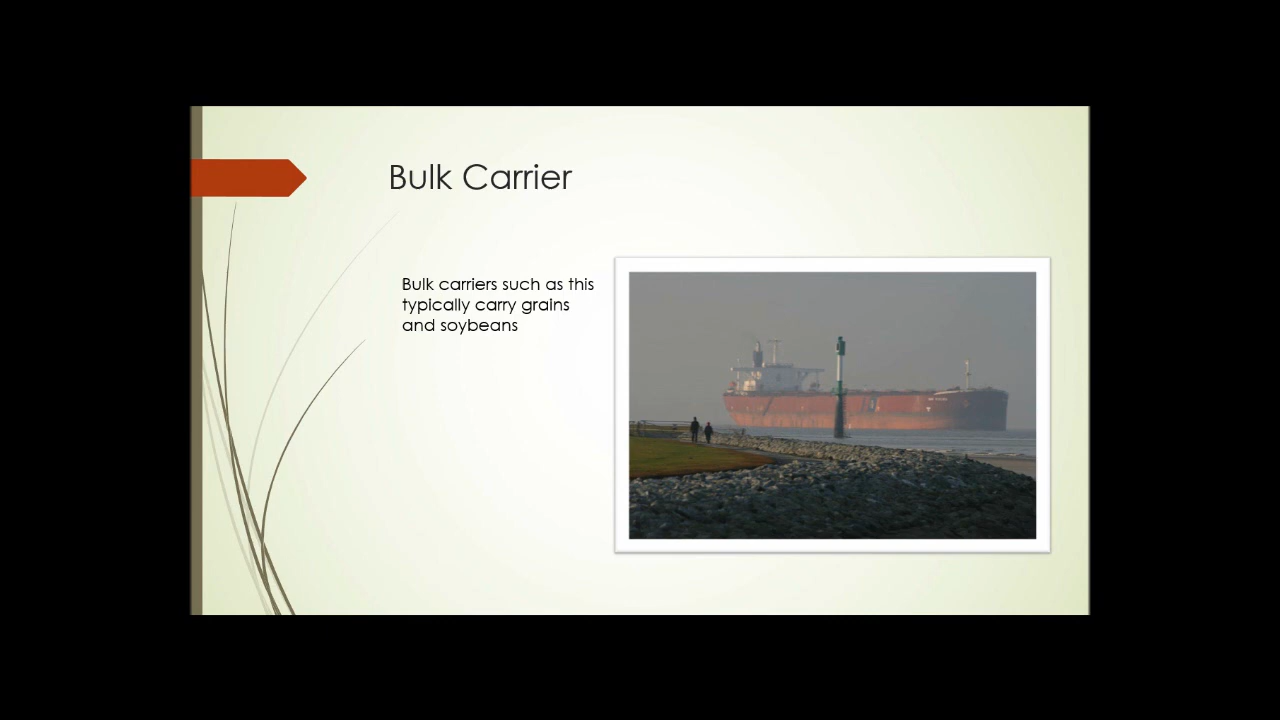 Bulk Carrier
Bulk carriers such as this
typically carry grains
and soybeans